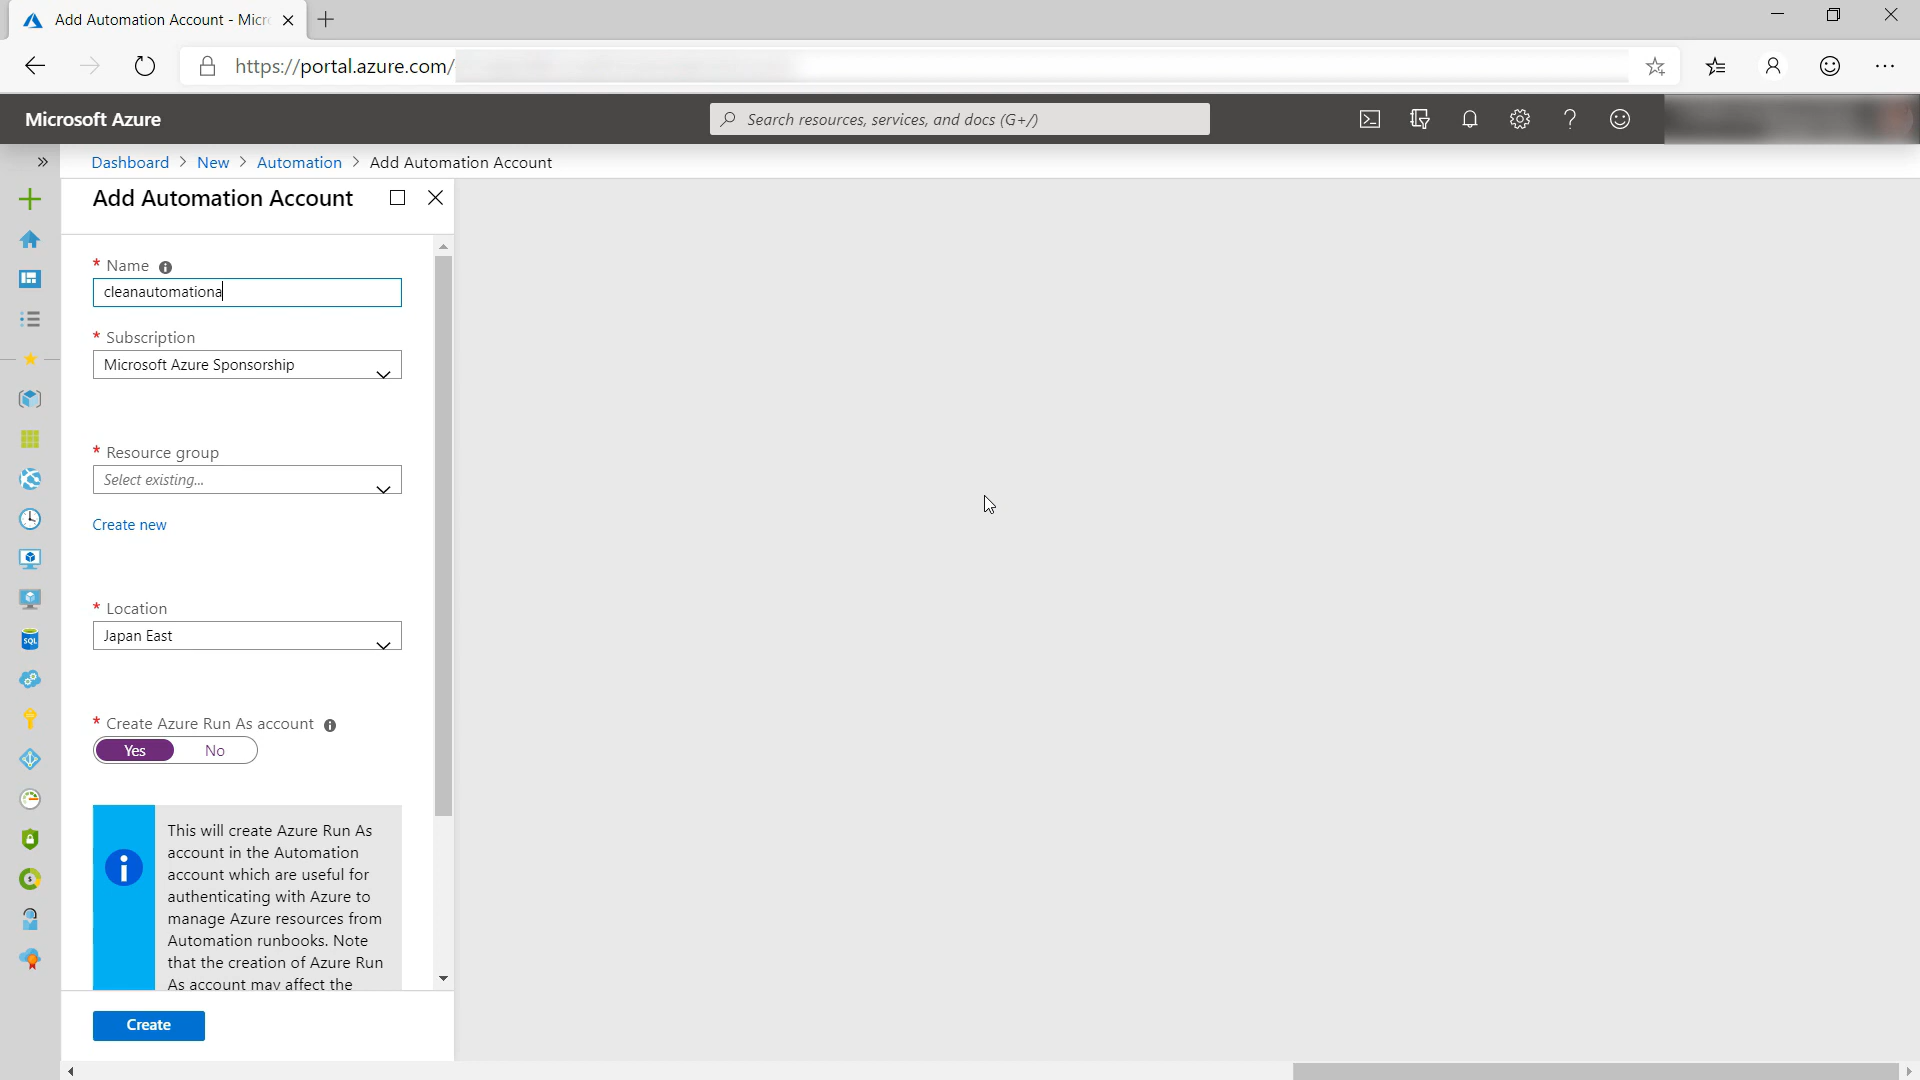 Add Automation Account - Micr
https://portal.azure.com/
Microsoft Azure
Search resources, services, and docs (G+/)
Dashboard > New > Automation > Add Automation Account
Add Automation Account
* Name
cleanautomationa
* Subscription
Microsoft Azure Sponsorship
* Resource group
Select existing...
Create new
* Location
Japan East
* Create Azure Run As account
Yes No
This will create Azure Run As
account in the Automation
account which are useful for
authenticating with Azure to
manage Azure resources from
Automation runbooks. Note
that the creation of Azure Run
As account may affect the
Create